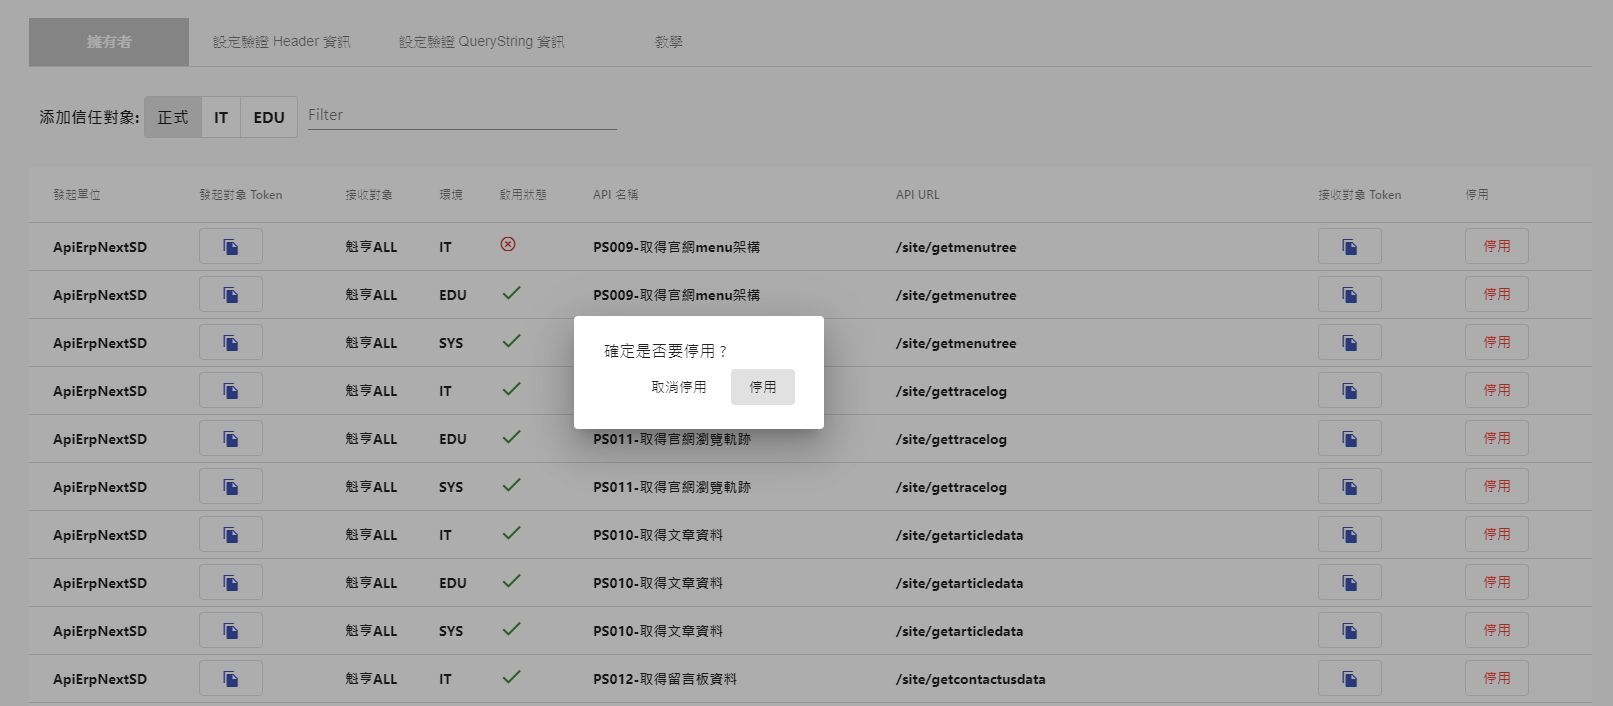 擁有者 設定驗證 Header 資訊 設定驗證 QueryString 資訊 教學
添加信任對象: 正式 IT EDU Filter
發起單位 發起對象 Token 接收對象 環境 啟用狀態 API 名稱 API URL 接收對象 Token 停用
ApiErpNextSD 魁亨ALL IT PS009-取得官網menu架構 /site/getmenutree 停用
ApiErpNextSD 魁亨ALL EDU PS009-取得官網menu架構 /site/getmenutree 停用
ApiErpNextSD 魁亨ALL SYS /site/getmenutree 停用
確定是否要停用 ?
取消停用 停用
ApiErpNextSD 魁亨ALL IT /site/gettracelog 停用
ApiErpNextSD 魁亨ALL EDU PS011-取得官網瀏覽軌跡 /site/gettracelog 停用
ApiErpNextSD 魁亨ALL SYS PS011-取得官網瀏覽軌跡 /site/gettracelog 停用
ApiErpNextSD 魁亨ALL IT PS010-取得文章資料 /site/getarticledata 停用
ApiErpNextSD 魁亨ALL EDU PS010-取得文章資料 /site/getarticledata 停用
ApiErpNextSD 魁亨ALL SYS PS010-取得文章資料 /site/getarticledata 停用
ApiErpNextSD 魁亨ALL IT PS012-取得留言板資料 /site/getcontactusdata 停用